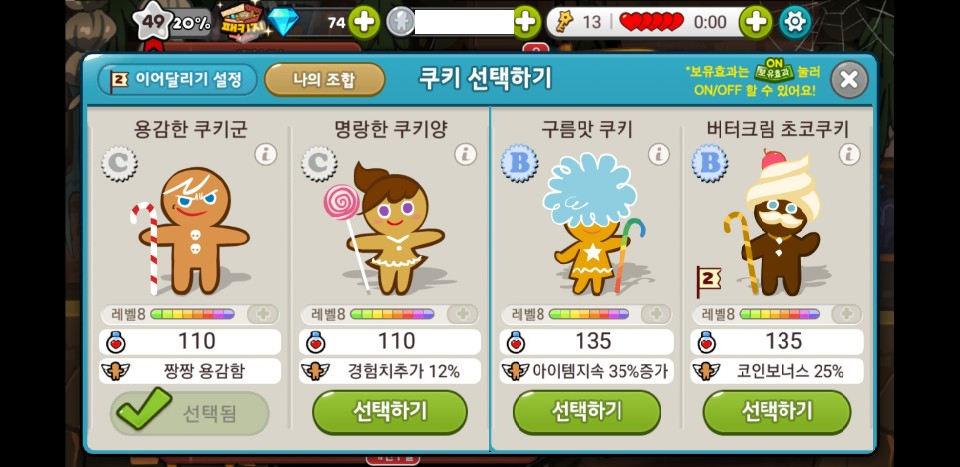 49 20% 패키지 74 13 0:00
2 이어달리기 설정 나의 조합 쿠키 선택하기 *보유효과는 ON 보유효과 눌러
ON/OFF 할 수 있어요!
용감한 쿠키군 명랑한 쿠키양 구름맛 쿠키 버터크림 초코쿠키
C i C i B i B i
2
레벨8 레벨8 레벨8 레벨8
110 110 135 135
짱짱 용감함 경험치추가 12% 아이템지속 35%증가 코인보너스 25%
선택됨 선택하기 선택하기 선택하기